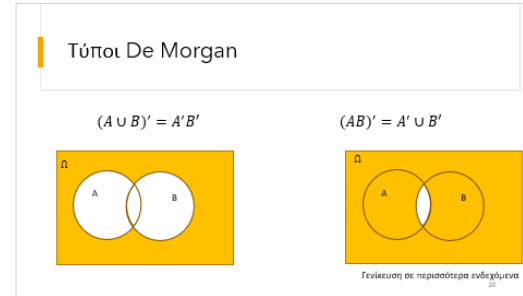 Τύποι De Morgan
(A ∪ B)′ = A′B′
(AB)′ = A′ ∪ B′
Ω
A
B
Ω
A
B
Γενίκευση σε περισσότερα ενδεχόμενα
20